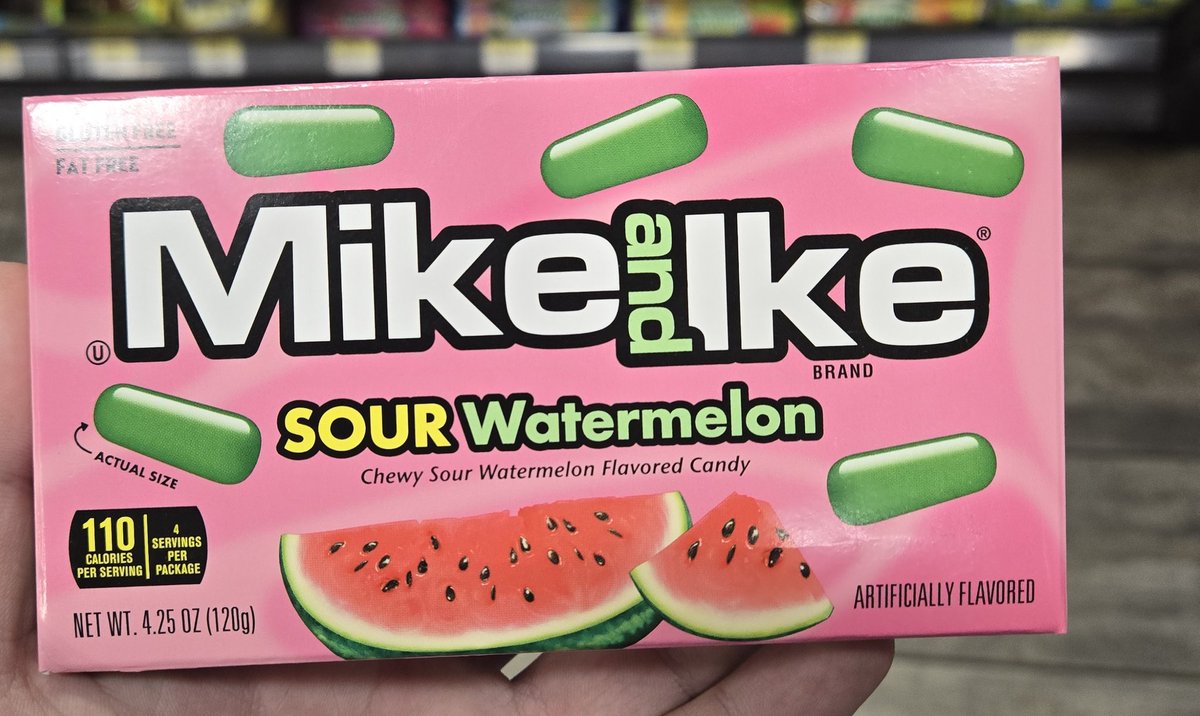 GLUTEN FREE
FAT FREE
Mike and Ike®
BRAND
U
SOUR Watermelon
Chewy Sour Watermelon Flavored Candy
ACTUAL SIZE
110
CALORIES
PER SERVING
4
SERVINGS
PER
PACKAGE
NET WT. 4.25 OZ (120g)
ARTIFICIALLY FLAVORED